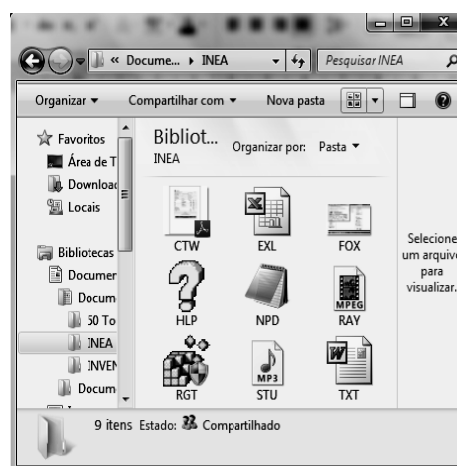 X
« Docume... ▸ INEA
Pesquisar INEA
Organizar ▼ Compartilhar com ▼ Nova pasta
Favoritos
Área de T
Downloac
Locais
Bibliotecas
Documer
Docum
50 To
INEA
INVEN
Docum
Bibliot...
INEA
Organizar por: Pasta ▼
CTW EXL FOX
HLP NPD RAY
MPEG
RGT STU TXT
MP3
Selecione
um arquivo
para
visualizar.
9 itens Estado: Compartilhado